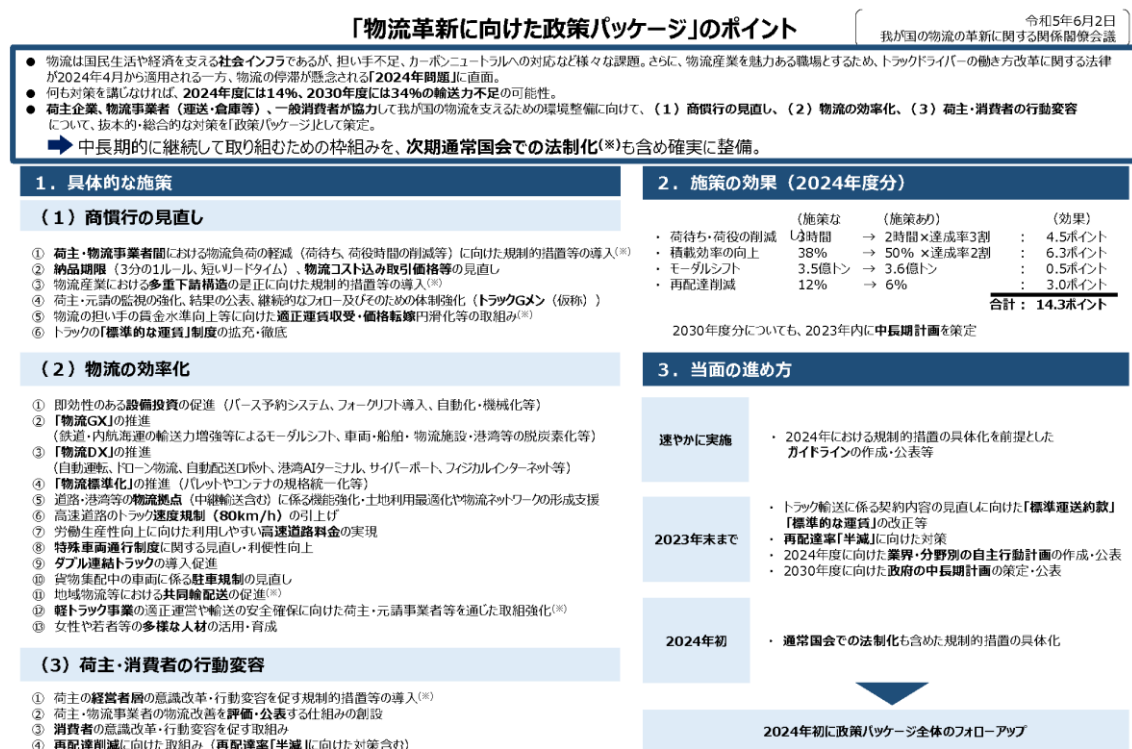 「物流革新に向けた政策パッケージ」のポイント
令和5年6月2日
我が国の物流の革新に関する関係閣僚会議
● 物流は国民生活や経済を支える社会インフラであるが、担い手不足、カーボンニュートラルへの対応など様々な課題。さらに、物流産業を魅力ある職場とするため、トラックドライバーの働き方改革に関する法律
が2024年4月から適用される一方、物流の停滞が懸念される「2024年問題」に直面。
● 何も対策を講じなければ、2024年度には14%、2030年度には34%の輸送力不足の可能性。
● 荷主企業、物流事業者（運送・倉庫等）、一般消費者が協力して我が国の物流を支えるための環境整備に向けて、（1）商慣行の見直し、（2）物流の効率化、（3）荷主・消費者の行動変容
について、抜本的・総合的な対策を「政策パッケージ」として策定。
➡ 中長期的に継続して取り組むための枠組みを、次期通常国会での法制化(※)も含め確実に整備。
1．具体的な施策
（1）商慣行の見直し
① 荷主・物流事業者間における物流負荷の軽減（荷待ち、荷役時間の削減等）に向けた規制的措置等の導入(※)
② 納品期限（3分の1ルール、短いリードタイム）、物流コスト込み取引価格等の見直し
③ 物流産業における多重下請構造の是正に向けた規制的措置等の導入(※)
④ 荷主・元請の監視の強化、結果の公表、継続的なフォロー及びそのための体制強化（トラックGメン（仮称））
⑤ 物流の担い手の賃金水準向上等に向けた適正運賃収受・価格転嫁円滑化等の取組み(※)
⑥ トラックの「標準的な運賃」制度の拡充・徹底
（2）物流の効率化
① 即効性のある設備投資の促進（バース予約システム、フォークリフト導入、自動化・機械化等）
② 「物流GX」の推進
（鉄道・内航海運の輸送力増強等によるモーダルシフト、車両・船舶・物流施設・港湾等の脱炭素化等）
③ 「物流DX」の推進
（自動運転、ドローン物流、自動配送ロボット、港湾AIターミナル、サイバーポート、フィジカルインターネット等）
④ 「物流標準化」の推進（パレットやコンテナの規格統一化等）
⑤ 道路・港湾等の物流拠点（中継輸送含む）に係る機能強化・土地利用最適化や物流ネットワークの形成支援
⑥ 高速道路のトラック速度規制（80km/h）の引上げ
⑦ 労働生産性向上に向けた利用しやすい高速道路料金の実現
⑧ 特殊車両通行制度に関する見直し・利便性向上
⑨ ダブル連結トラックの導入促進
⑩ 貨物集配中の車両に係る駐車規制の見直し
⑪ 地域物流等における共同輸配送の促進(※)
⑫ 軽トラック事業の適正運営や輸送の安全確保に向けた荷主・元請事業者等を通じた取組強化(※)
⑬ 女性や若者等の多様な人材の活用・育成
（3）荷主・消費者の行動変容
① 荷主の経営者層の意識改革・行動変容を促す規制的措置等の導入(※)
② 荷主・物流事業者の物流改善を評価・公表する仕組みの創設
③ 消費者の意識改革・行動変容を促す取組み
④ 再配達削減に向けた取組み（再配達率「半減」に向けた対策含む）
2．施策の効果（2024年度分）
（施策なし） （施策あり） （効果）
・ 荷待ち・荷役の削減 3時間 → 2時間×達成率3割 ： 4.5ポイント
・ 積載効率の向上 38% → 50% ×達成率2割 ： 6.3ポイント
・ モーダルシフト 3.5億トン → 3.6億トン ： 0.5ポイント
・ 再配達削減 12% → 6% ： 3.0ポイント
合計： 14.3ポイント
2030年度分についても、2023年内に中長期計画を策定
3．当面の進め方
速やかに実施
・ 2024年における規制的措置の具体化を前提とした
ガイドラインの作成・公表等
2023年末まで
・ トラック輸送に係る契約内容の見直しに向けた「標準運送約款」
「標準的な運賃」の改正等
・ 再配達率「半減」に向けた対策
・ 2024年度に向けた業界・分野別の自主行動計画の作成・公表
・ 2030年度に向けた政府の中長期計画の策定・公表
2024年初
・ 通常国会での法制化も含めた規制的措置の具体化
2024年初に政策パッケージ全体のフォローアップ